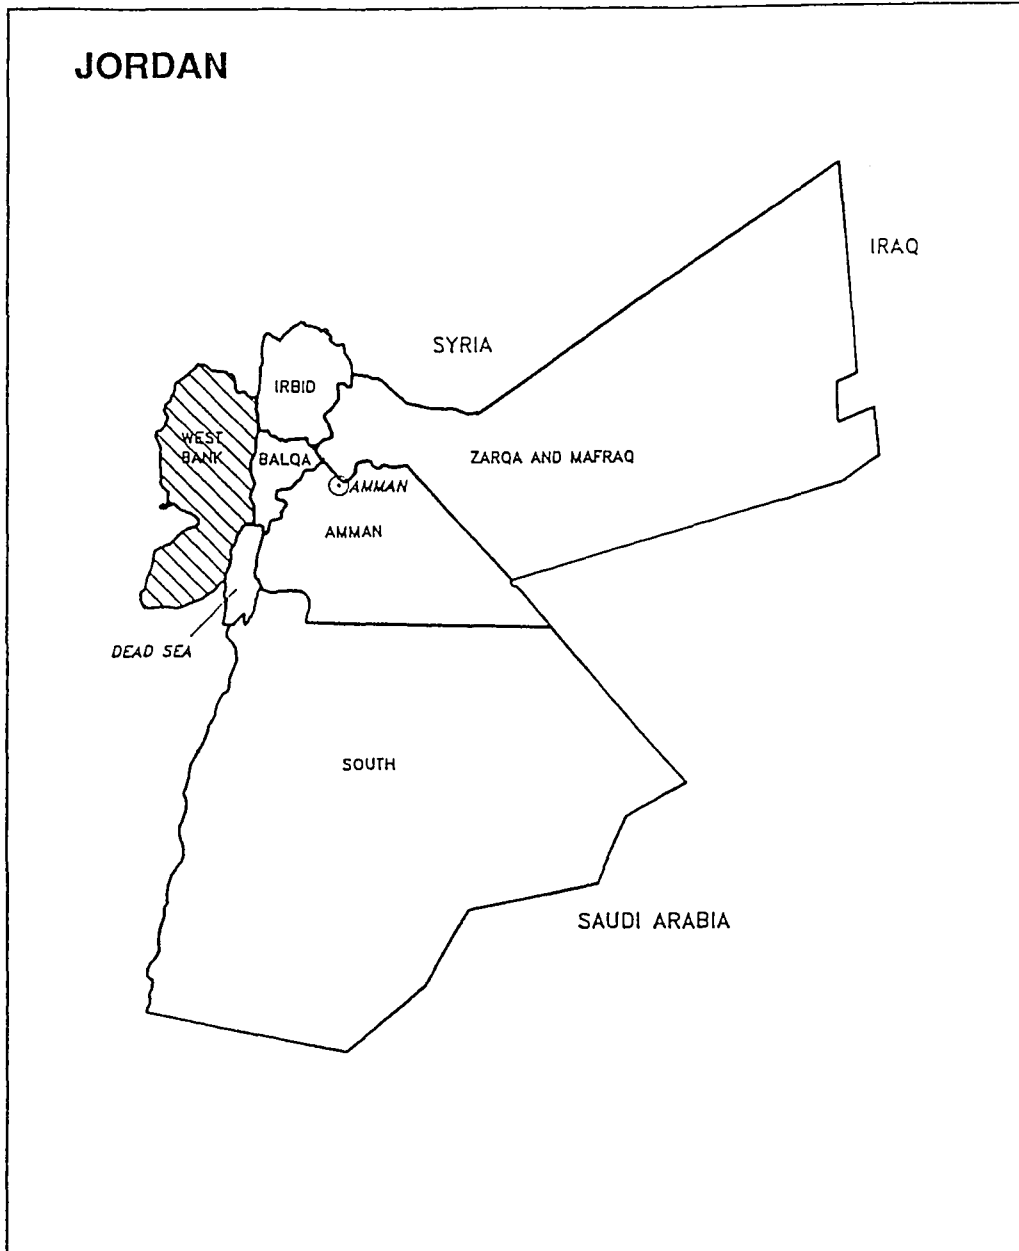 JORDAN
IRAQ
SYRIA
IRBID
WEST
BANK
BALQA
ZARQA AND MAFRAQ
AMMAN
AMMAN
DEAD SEA
SOUTH
SAUDI ARABIA